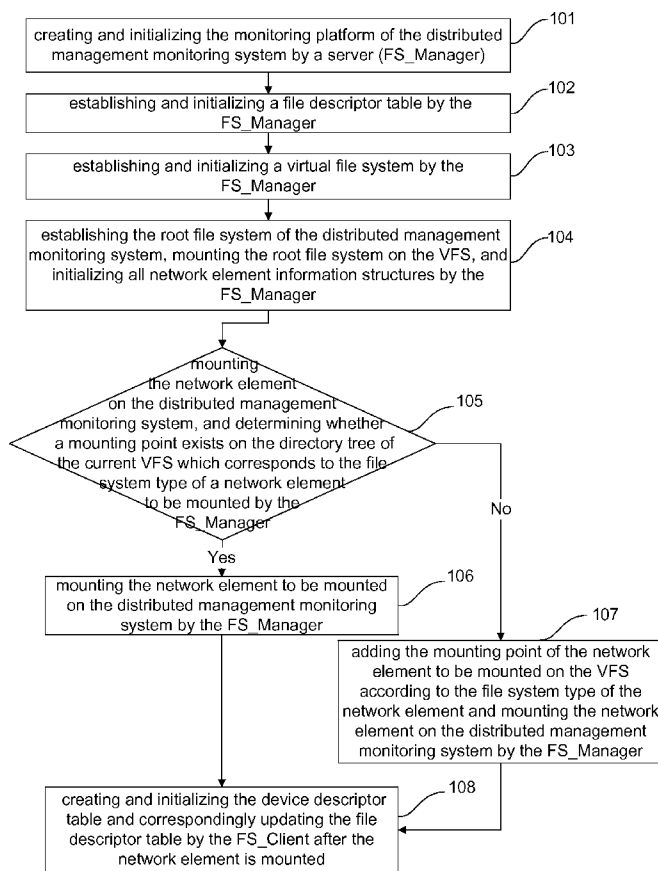 creating and initializing the monitoring platform of the distributed
management monitoring system by a server (FS_Manager)
101
establishing and initializing a file descriptor table by the
FS_Manager
102
establishing and initializing a virtual file system by the
FS_Manager
103
establishing the root file system of the distributed management
monitoring system, mounting the root file system on the VFS, and
initializing all network element information structures by the
FS_Manager
104
mounting
the network element
on the distributed management
monitoring system, and determining whether
a mounting point exists on the directory tree of
the current VFS which corresponds to the file
system type of a network element
to be mounted by the
FS_Manager
105
No
Yes
mounting the network element to be mounted
on the distributed management monitoring
system by the FS_Manager
106
107
adding the mounting point of the network
element to be mounted on the VFS
according to the file system type of the
network element and mounting the network
element on the distributed management
monitoring system by the FS_Manager
creating and initializing the device descriptor
table and correspondingly updating the file
descriptor table by the FS_Client after the
network element is mounted
108